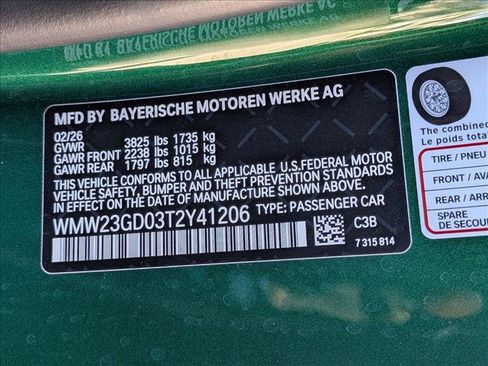 MFD BY BAYERISCHE MOTOREN WERKE AG
02/26
GVWR 3825 lbs 1735 kg
GAWR FRONT 2238 lbs 1015 kg
GAWR REAR 1797 lbs 815 kg
THIS VEHICLE CONFORMS TO ALL APPLICABLE U.S.FEDERAL MOTOR
VEHICLE SAFETY, BUMPER AND THEFT PREVENTION STANDARDS
IN EFFECT ON THE DATE OF MANUFACTURE SHOWN ABOVE.
WMW23GD03T2Y41206 TYPE: PASSENGER CAR
C3B
7 315 814
The combined
Le poids total
TIRE / PNEU
FRONT / AVA
REAR / ARR
SPARE
DE SECOU